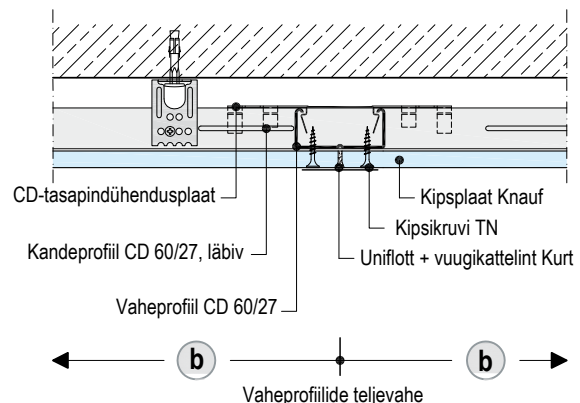 CD-tasapindühendusplaat
Kipsplaat Knauf
Kipsikruvi TN
Kandeprofiil CD 60/27, läbiv
Uniflott + vuugikattelint Kurt
Vaheprofiil CD 60/27
b
b
Vaheprofiilide teljevahe